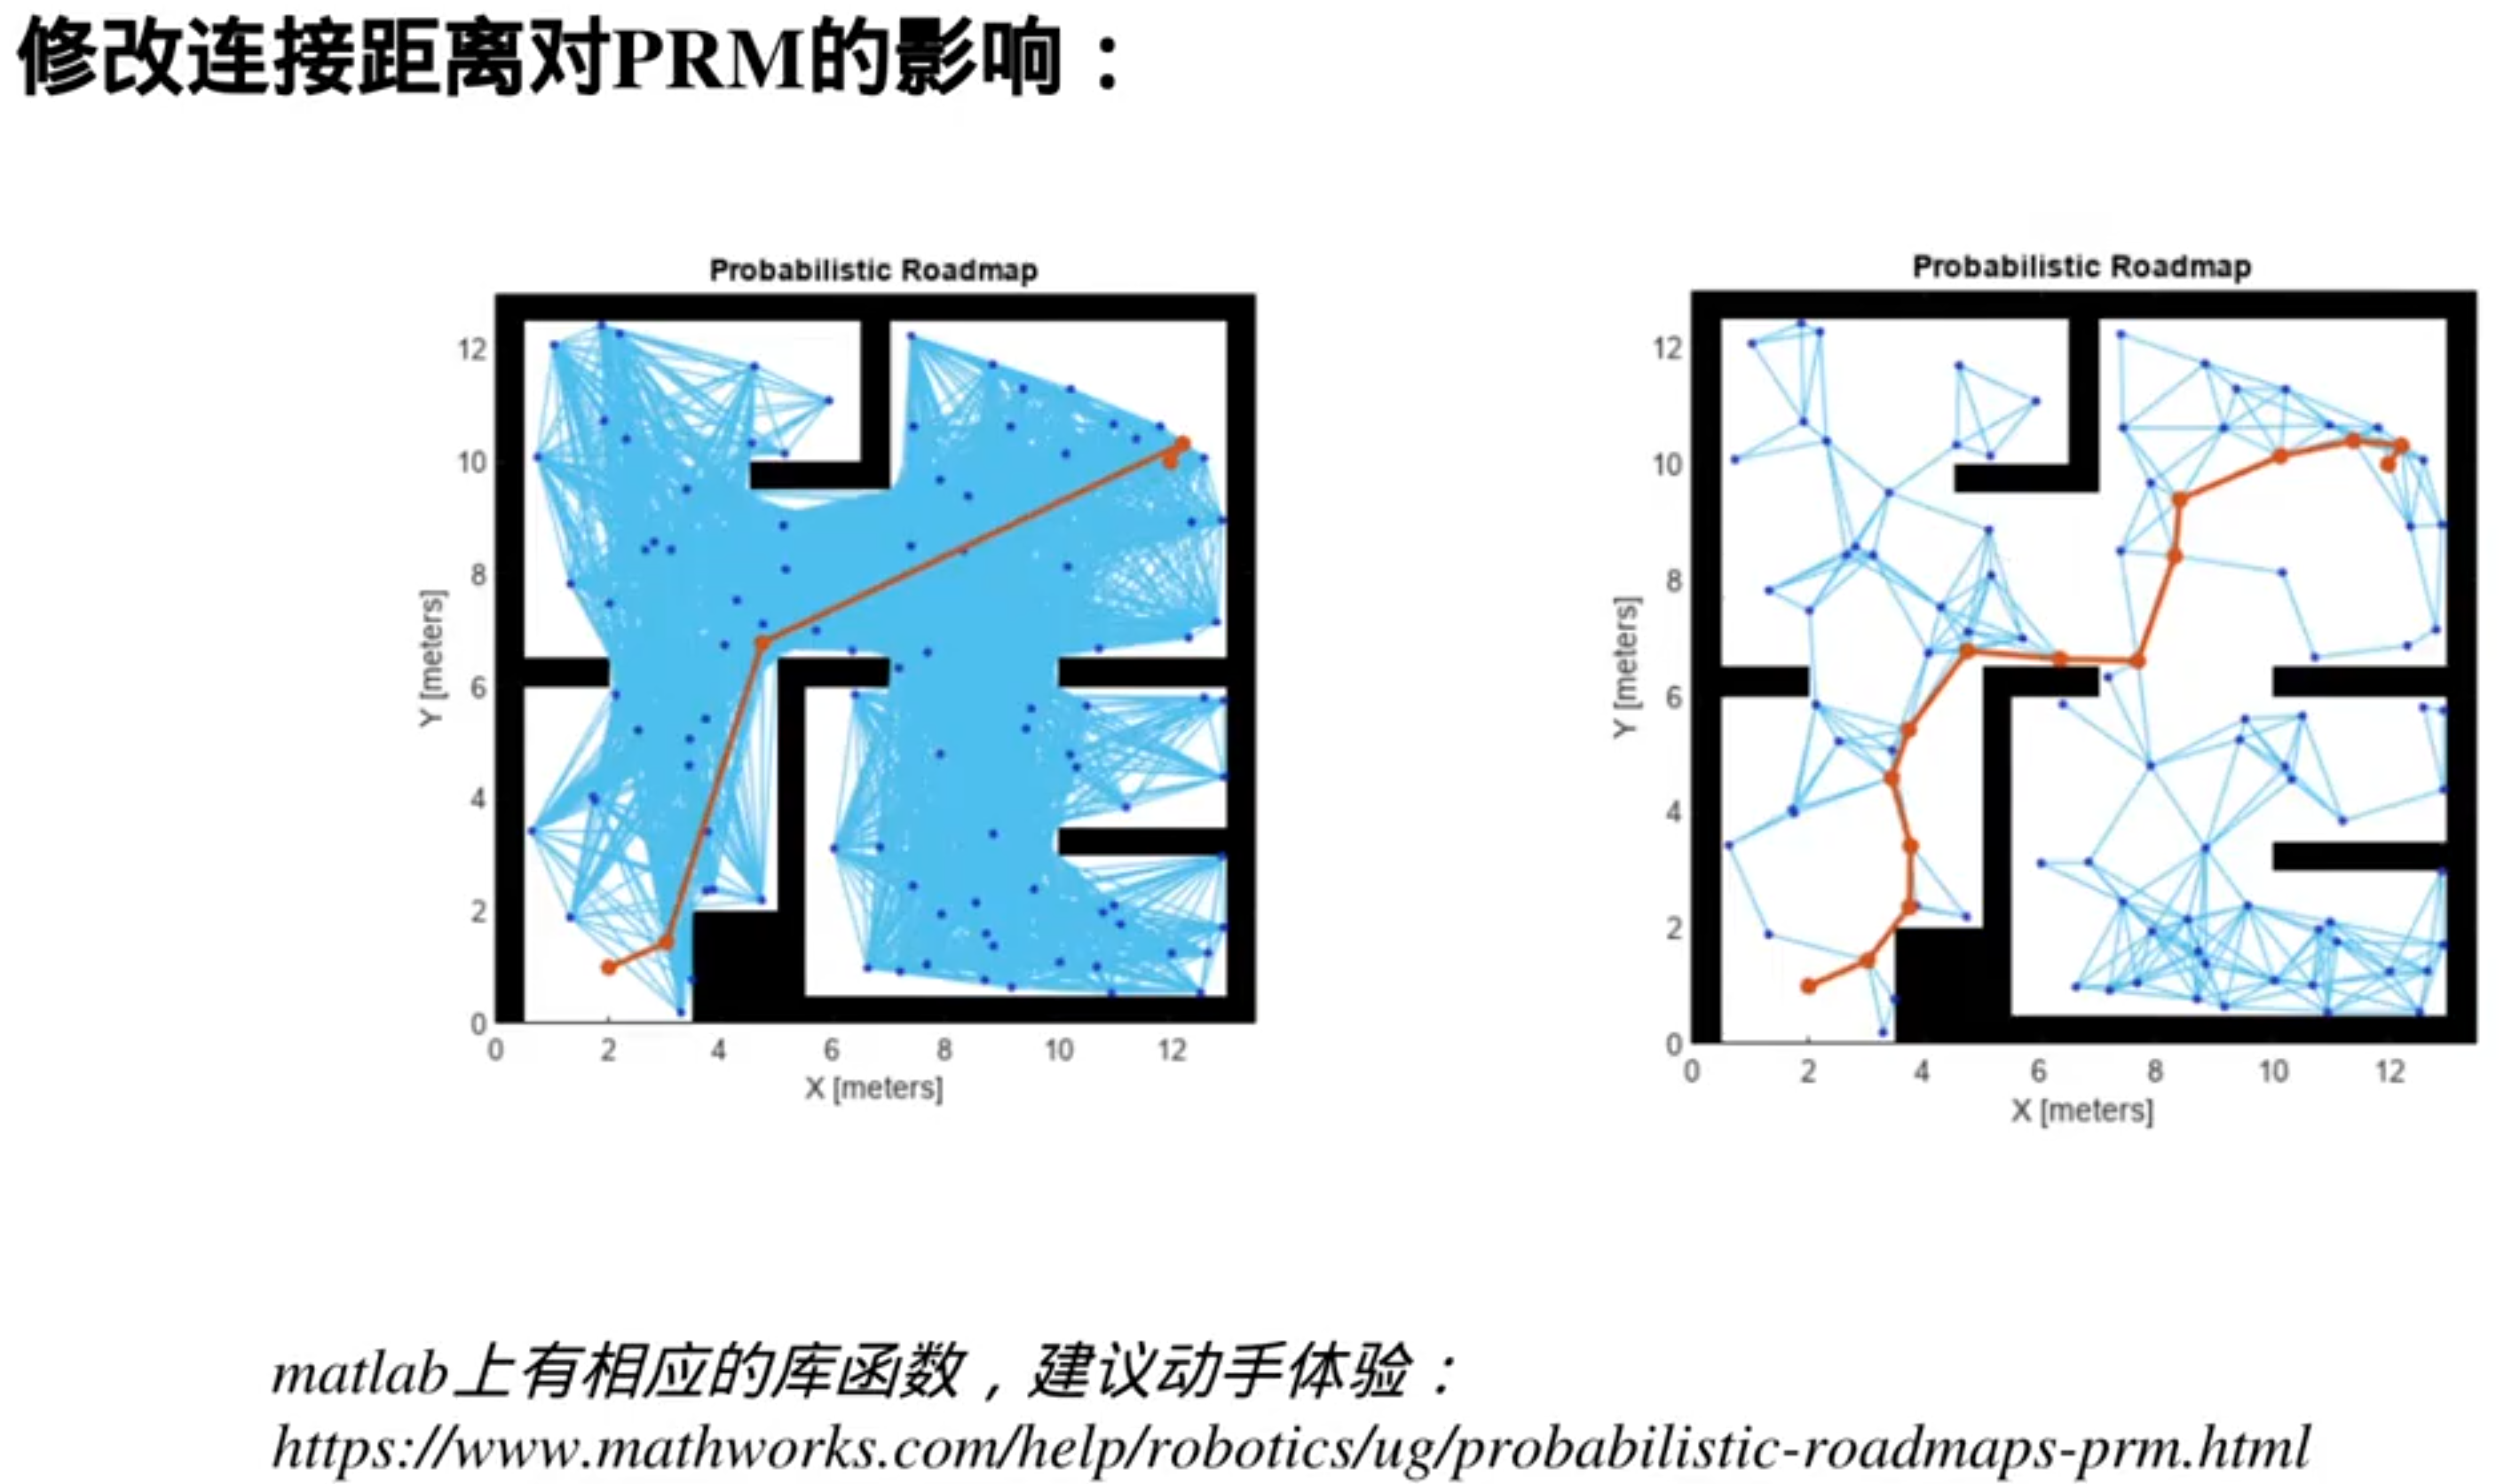 修改连接距离对PRM的影响：
Probabilistic Roadmap
12
10
8
6
4
2
0
Y [meters]
0 2 4 6 8 10 12
X [meters]
Probabilistic Roadmap
12
10
8
6
4
2
0
Y [meters]
0 2 4 6 8 10 12
X [meters]
matlab上有相应的库函数，建议动手体验：
https://www.mathworks.com/help/robotics/ug/probabilistic-roadmaps-prm.html